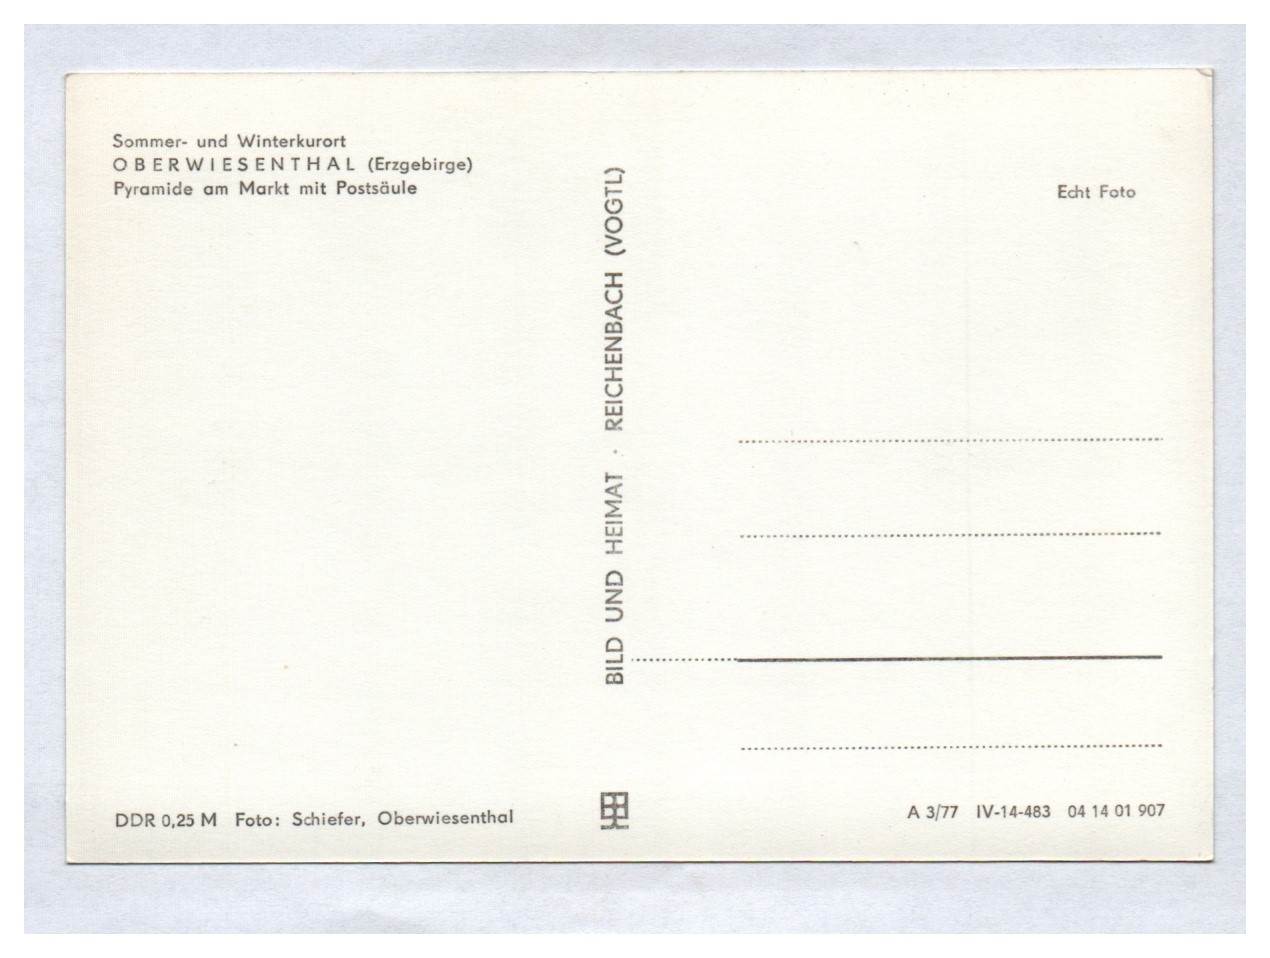 Sommer- und Winterkurort
OBERWIESENTHAL (Erzgebirge)
Pyramide am Markt mit Postsäule
Echt Foto
BILD UND HEIMAT · REICHENBACH (VOGTL)
DDR 0,25 M Foto: Schiefer, Oberwiesenthal
A 3/77 IV-14-483 04 14 01 907